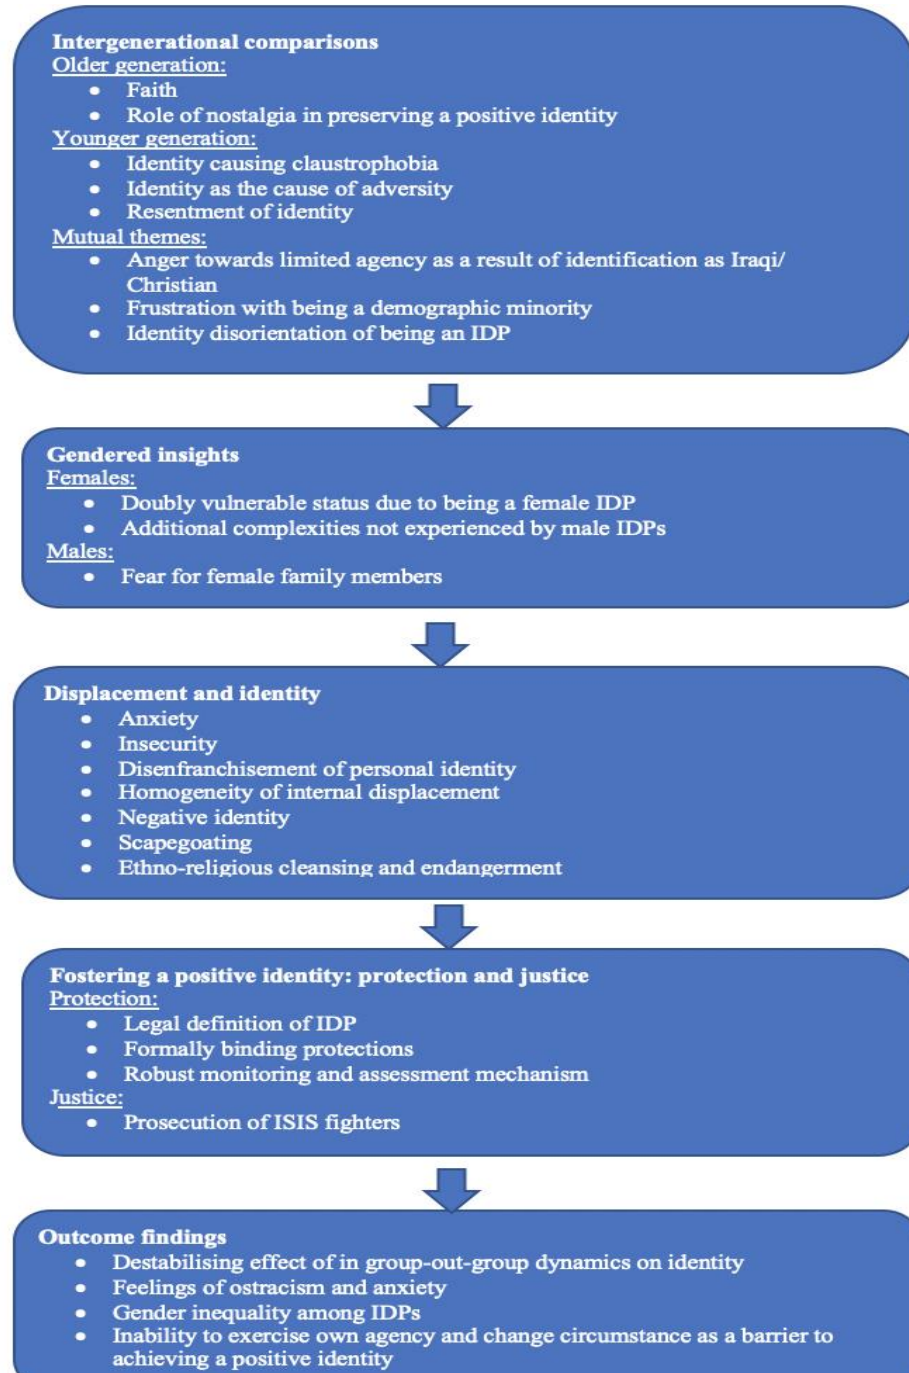 Intergenerational comparisons
Older generation:
• Faith
• Role of nostalgia in preserving a positive identity
Younger generation:
• Identity causing claustrophobia
• Identity as the cause of adversity
• Resentment of identity
Mutual themes:
• Anger towards limited agency as a result of identification as Iraqi/
Christian
• Frustration with being a demographic minority
• Identity disorientation of being an IDP
Gendered insights
Females:
• Doubly vulnerable status due to being a female IDP
• Additional complexities not experienced by male IDPs
Males:
• Fear for female family members
Displacement and identity
• Anxiety
• Insecurity
• Disenfranchisement of personal identity
• Homogeneity of internal displacement
• Negative identity
• Scapegoating
• Ethno-religious cleansing and endangerment
Fostering a positive identity: protection and justice
Protection:
• Legal definition of IDP
• Formally binding protections
• Robust monitoring and assessment mechanism
Justice:
• Prosecution of ISIS fighters
Outcome findings
• Destabilising effect of in group-out-group dynamics on identity
• Feelings of ostracism and anxiety
• Gender inequality among IDPs
• Inability to exercise own agency and change circumstance as a barrier to
achieving a positive identity